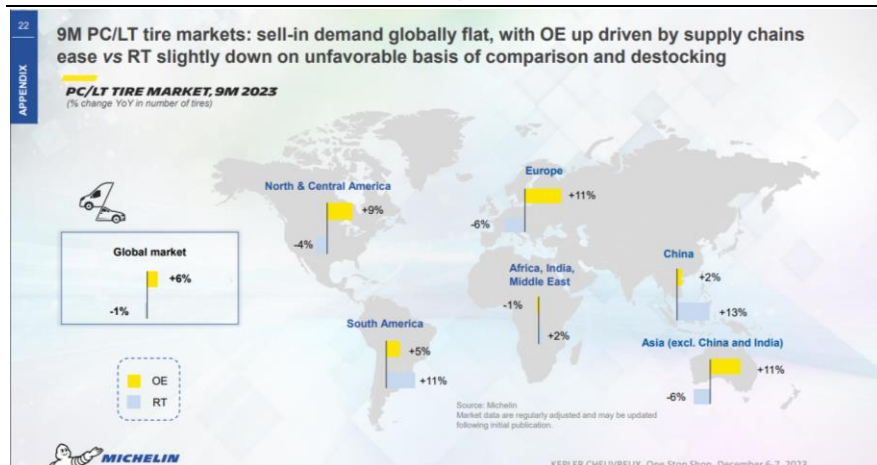 22
APPENDIX
9M PC/LT tire markets: sell-in demand globally flat, with OE up driven by supply chains
ease vs RT slightly down on unfavorable basis of comparison and destocking
PC/LT TIRE MARKET, 9M 2023
(% change YoY in number of tires)
North & Central America
+9%
-4%
Europe
+11%
-6%
Global market
+6%
-1%
Africa, India,
Middle East
-1%
+2%
China
+2%
+13%
South America
+5%
+11%
Asia (excl. China and India)
+11%
-6%
OE
RT
Source: Michelin
Market data are regularly adjusted and may be updated
following initial publication.
MICHELIN
KEPLER CHEUVREUX, One Stop Shop, December 6-7, 2023